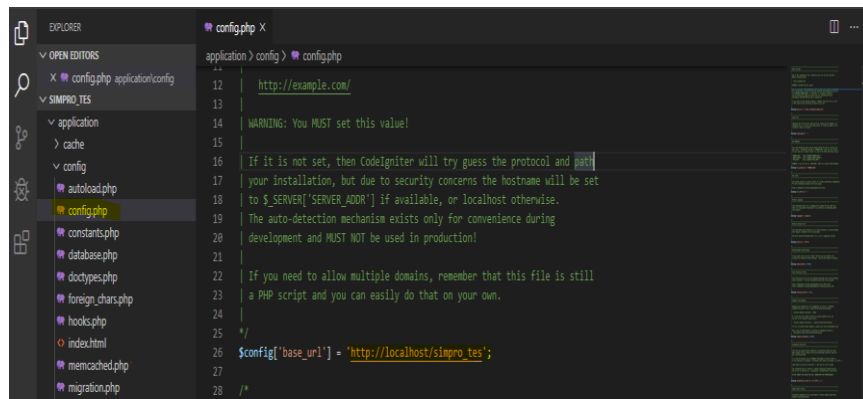 EXPLORER
OPEN EDITORS
config.php application\config
SIMPRO_TES
application
cache
config
autoload.php
config.php
constants.php
database.php
doctypes.php
foreign_chars.php
hooks.php
index.html
memcached.php
migration.php
config.php
application > config > config.php
11
12 | http://example.com/
13 |
14 | WARNING: You MUST set this value!
15 |
16 | If it is not set, then CodeIgniter will try guess the protocol and path
17 | your installation, but due to security concerns the hostname will be set
18 | to $_SERVER['SERVER_ADDR'] if available, or localhost otherwise.
19 | The auto-detection mechanism exists only for convenience during
20 | development and MUST NOT be used in production!
21 |
22 | If you need to allow multiple domains, remember that this file is still
23 | a PHP script and you can easily do that on your own.
24 |
25 */
26 $config['base_url'] = 'http://localhost/simpro_tes';
27
28 /*